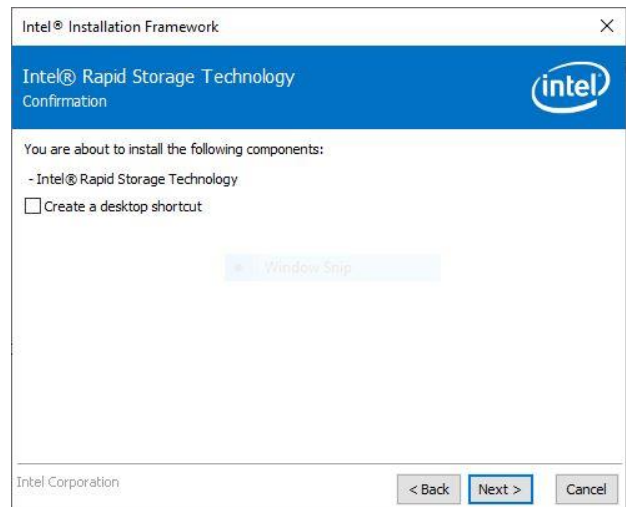 Intel® Installation Framework
Intel® Rapid Storage Technology
Confirmation
intel
You are about to install the following components:
- Intel® Rapid Storage Technology
Create a desktop shortcut
Window Snip
Intel Corporation
< Back Next > Cancel